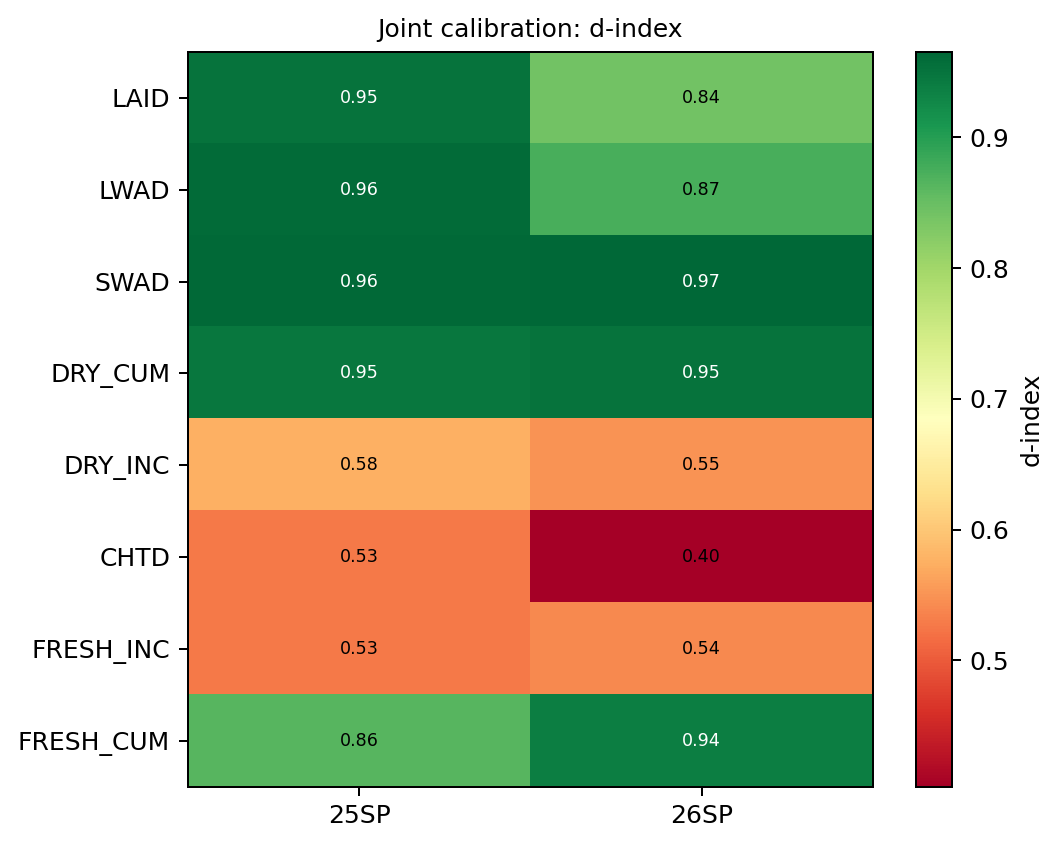 Joint calibration: d-index
LAID 0.95 0.84
LWAD 0.96 0.87
SWAD 0.96 0.97
DRY_CUM 0.95 0.95
DRY_INC 0.58 0.55
CHTD 0.53 0.40
FRESH_INC 0.53 0.54
FRESH_CUM 0.86 0.94
25SP 26SP
0.9
0.8
0.7
0.6
0.5
d-index